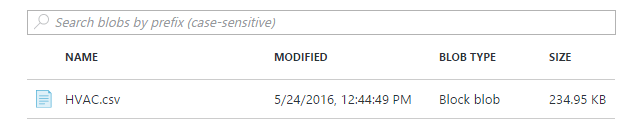 Search blobs by prefix (case-sensitive)
NAME MODIFIED BLOB TYPE SIZE
HVAC.csv 5/24/2016, 12:44:49 PM Block blob 234.95 KB